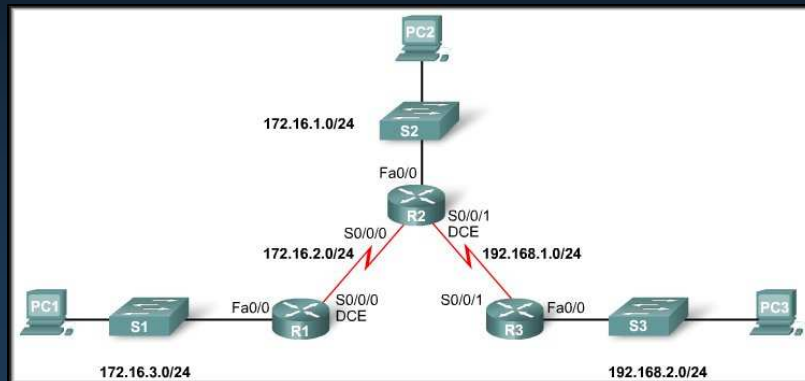 PC2
172.16.1.0/24
S2
Fa0/0
R2
S0/0/0
S0/0/1
DCE
172.16.2.0/24
192.168.1.0/24
PC1
S1
Fa0/0
R1
S0/0/0
DCE
S0/0/1
R3
Fa0/0
S3
PC3
172.16.3.0/24
192.168.2.0/24